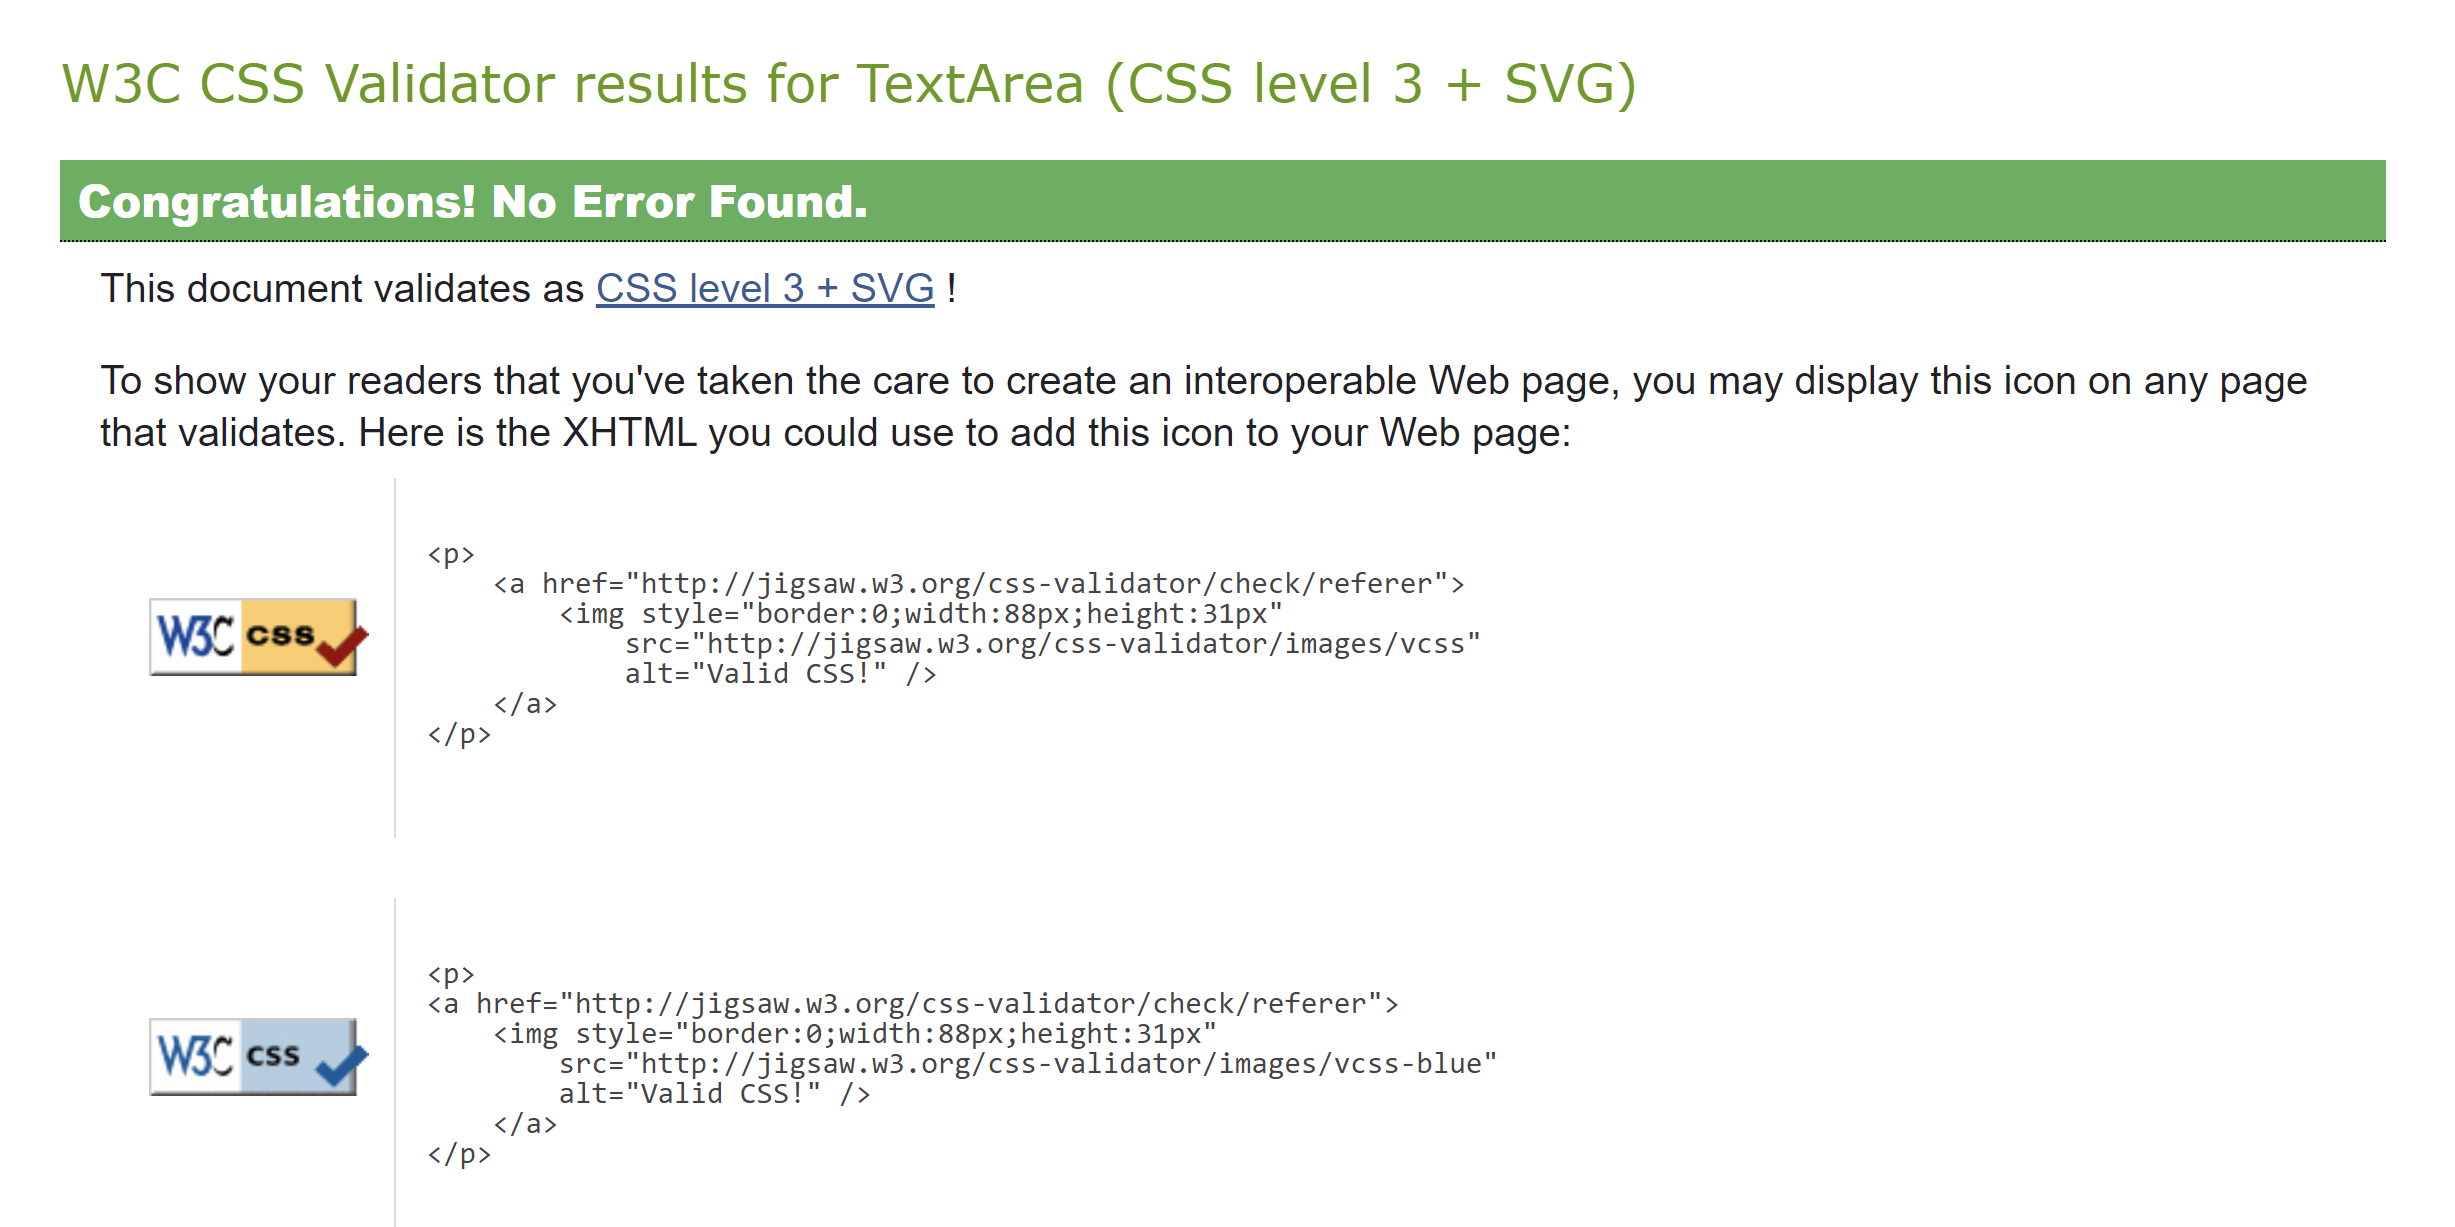 W3C CSS Validator results for TextArea (CSS level 3 + SVG)
Congratulations! No Error Found.
This document validates as CSS level 3 + SVG !
To show your readers that you've taken the care to create an interoperable Web page, you may display this icon on any page
that validates. Here is the XHTML you could use to add this icon to your Web page:
W3C css
<p>
    <a href="http://jigsaw.w3.org/css-validator/check/referer">
        <img style="border:0;width:88px;height:31px"
            src="http://jigsaw.w3.org/css-validator/images/vcss"
            alt="Valid CSS!" />
    </a>
</p>
W3C css
<p>
<a href="http://jigsaw.w3.org/css-validator/check/referer">
    <img style="border:0;width:88px;height:31px"
        src="http://jigsaw.w3.org/css-validator/images/vcss-blue"
        alt="Valid CSS!" />
    </a>
</p>